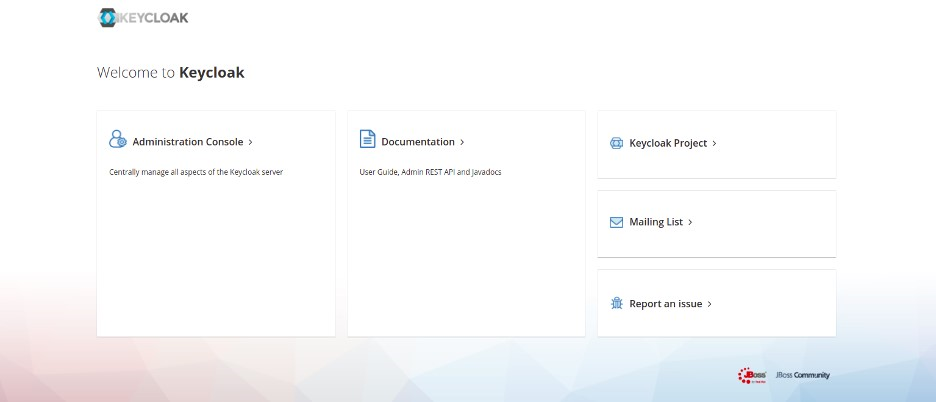 KEYCLOAK
Welcome to Keycloak
Administration Console
Centrally manage all aspects of the Keycloak server
Documentation
User Guide, Admin REST API and Javadocs
Keycloak Project
Mailing List
Report an issue
JBoss
JBoss Community